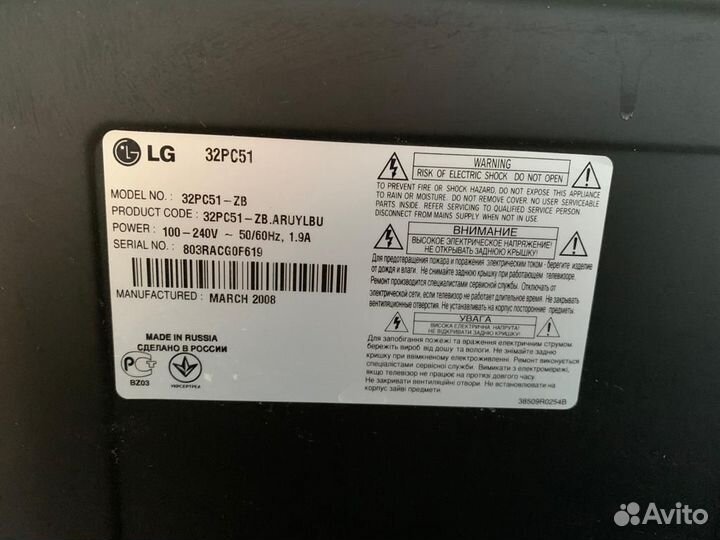 LG 32PC51
MODEL NO. : 32PC51-ZB
PRODUCT CODE : 32PC51-ZB.ARUYLBU
POWER : 100-240V ~ 50/60Hz, 1.9A
SERIAL NO. : 803RACG0F619
MANUFACTURED : MARCH 2008
MADE IN RUSSIA
СДЕЛАНО В РОССИИ
BZ03
УКРСЕПРО
WARNING
RISK OF ELECTRIC SHOCK DO NOT OPEN
TO PREVENT FIRE OR SHOCK HAZARD, DO NOT EXPOSE THIS APPLIANCE
TO RAIN OR MOISTURE. DO NOT REMOVE COVER. NO USER SERVICEABLE
PARTS INSIDE. REFER SERVICING TO QUALIFIED SERVICE PERSON
DISCONNECT FROM MAINS SUPPLY WHEN NOT IN USE.
ВНИМАНИЕ
ВЫСОКОЕ ЭЛЕКТРИЧЕСКОЕ НАПРЯЖЕНИЕ!
НЕ ОТКРЫВАТЬ ЗАДНЮЮ КРЫШКУ!
Для предотвращения пожара и поражения электрическим током - берегите изделие
от дождя и влаги. Не снимайте заднюю крышку при работающем телевизоре.
Ремонт производится специалистами сервисной службы. Отключать от
электрической сети, если телевизор не работает длительное время. Не закрывать
вентиляционные отверстия. Не устанавливать на корпус посторонние предметы.
УВАГА
ВИСОКА ЕЛЕКТРИЧНА НАПРУГА!
НЕ ВІДКРИВАТИ ЗАДНЮ КРИШКУ!
Для запобігання пожежі та враження електричним струмом
бережіть виріб від дощу та вологи. Не знімайте задню
кришку при ввімкненому електроживленні. Ремонт виконується
спеціалістами сервісної служби. Вимикати з електромережі,
якщо телевізор не працює на протязі довгого часу.
Не закривати вентиляційні отвори. Не встановлювати на
корпус зайві предмети.
38509R0254B
Avito